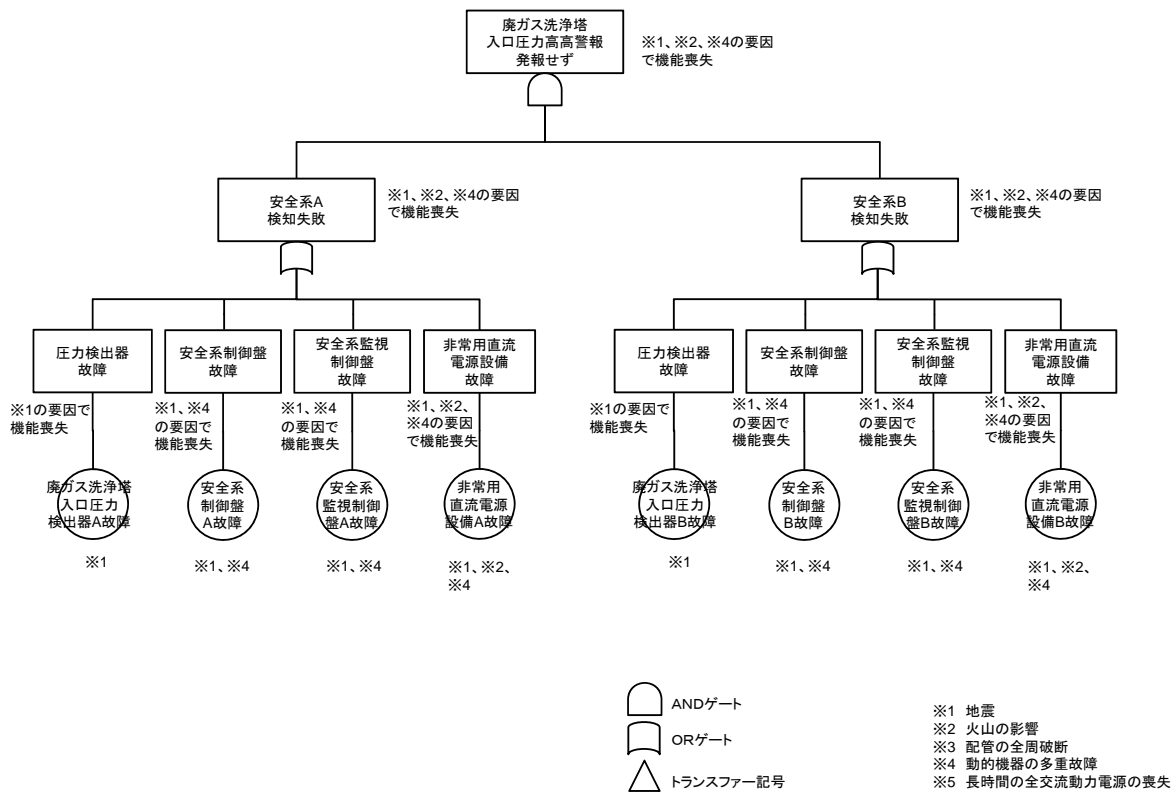 廃ガス洗浄塔
入口圧力高高警報
発報せず
※1、※2、※4の要因
で機能喪失
安全系A
検知失敗
※1、※2、※4の要因
で機能喪失
安全系B
検知失敗
※1、※2、※4の要因
で機能喪失
圧力検出器
故障
安全系制御盤
故障
安全系監視
制御盤
故障
非常用直流
電源設備
故障
圧力検出器
故障
安全系制御盤
故障
安全系監視
制御盤
故障
非常用直流
電源設備
故障
※1の要因で
機能喪失
※1、※4
の要因で
機能喪失
※1、※4
の要因で
機能喪失
※1、※2、
※4の要因
で機能喪失
※1の要因で
機能喪失
※1、※4
の要因で
機能喪失
※1、※4
の要因で
機能喪失
※1、※2、
※4の要因
で機能喪失
廃ガス洗浄塔
入口圧力
検出器A故障
安全系
制御盤
A故障
安全系
監視制御
盤A故障
非常用
直流電源
設備A故障
廃ガス洗浄塔
入口圧力
検出器B故障
安全系
制御盤
B故障
安全系
監視制御
盤B故障
非常用
直流電源
設備B故障
※1
※1、※4
※1、※4
※1、※2、
※4
※1
※1、※4
※1、※4
※1、※2、
※4
ANDゲート
ORゲート
トランスファー記号
※1 地震
※2 火山の影響
※3 配管の全周破断
※4 動的機器の多重故障
※5 長時間の全交流動力電源の喪失